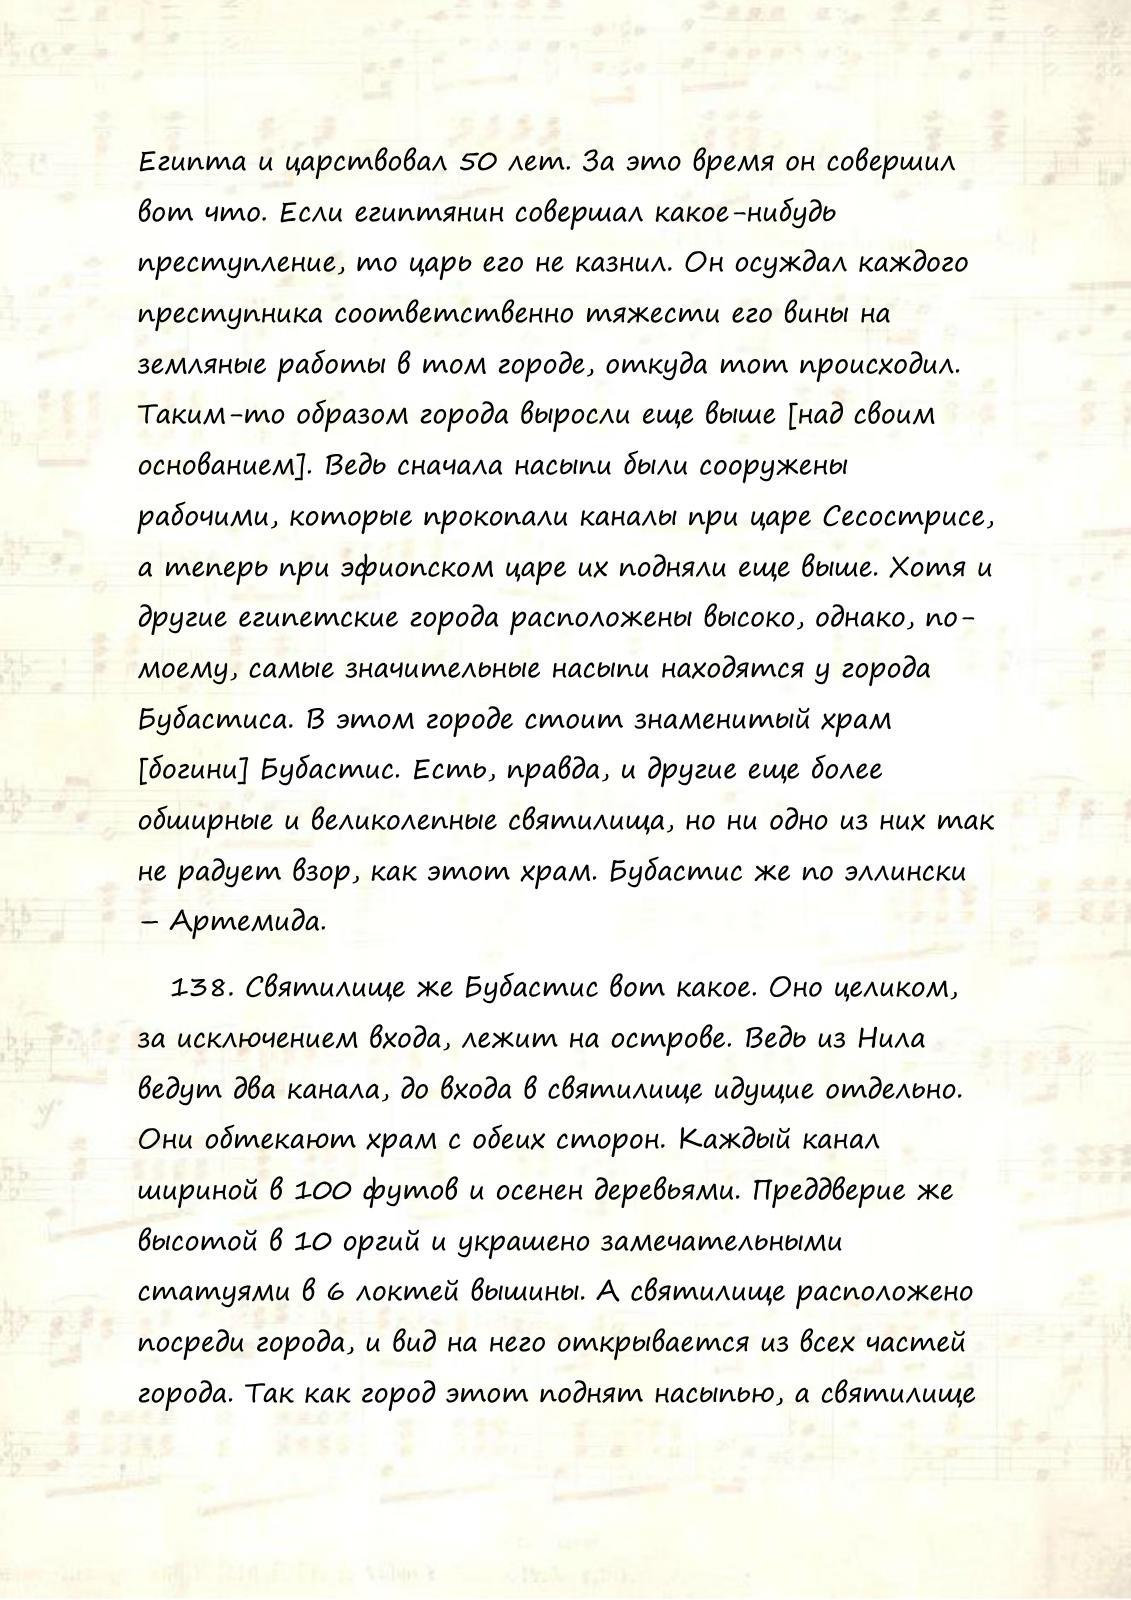 Египта и царствовал 50 лет. За это время он совершил
вот что. Если египтянин совершал какое-нибудь
преступление, то царь его не казнил. Он осуждал каждого
преступника соответственно тяжести его вины на
земляные работы в том городе, откуда тот происходил.
Таким-то образом города выросли еще выше [над своим
основанием]. Ведь сначала насыпи были сооружены
рабочими, которые прокопали каналы при царе Сесострисе,
а теперь при эфиопском царе их подняли еще выше. Хотя и
другие египетские города расположены высоко, однако, по-
моему, самые значительные насыпи находятся у города
Бубастиса. В этом городе стоит знаменитый храм
[богини] Бубастис. Есть, правда, и другие еще более
обширные и великолепные святилища, но ни одно из них так
не радует взор, как этот храм. Бубастис же по эллински
– Артемида.
138. Святилище же Бубастис вот какое. Оно целиком,
за исключением входа, лежит на острове. Ведь из Нила
ведут два канала, до входа в святилище идущие отдельно.
Они обтекают храм с обеих сторон. Каждый канал
шириной в 100 футов и осенен деревьями. Преддверие же
высотой в 10 оргий и украшено замечательными
статуями в 6 локтей вышины. А святилище расположено
посреди города, и вид на него открывается из всех частей
города. Так как город этот поднят насыпью, а святилище